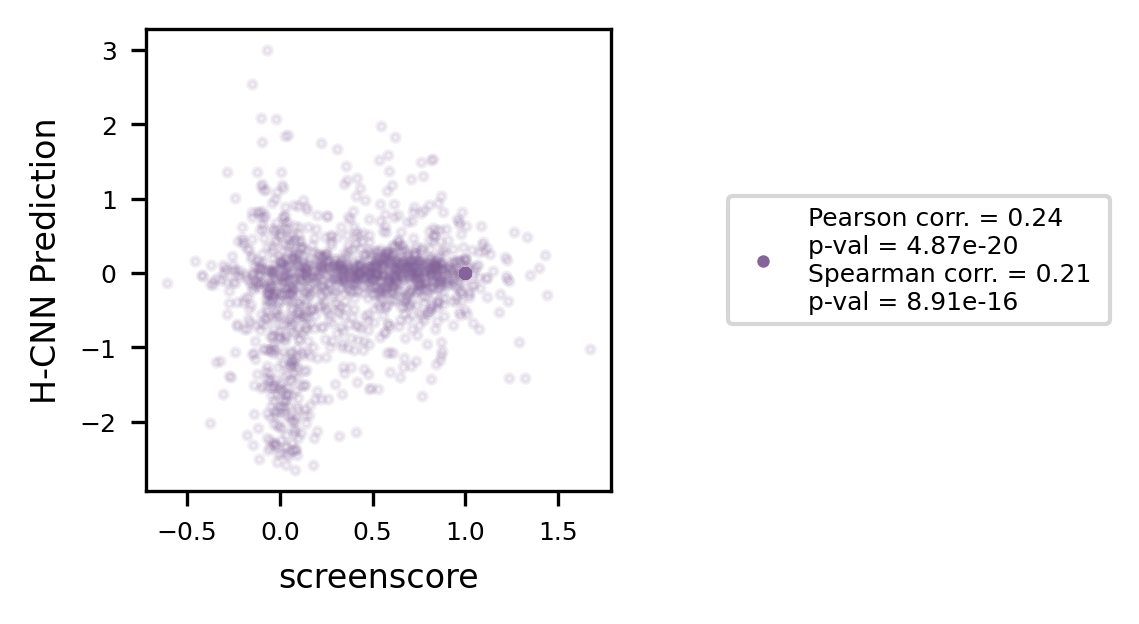 3
2
1
0
−1
−2
H-CNN Prediction
−0.5 0.0 0.5 1.0 1.5
screenscore
Pearson corr. = 0.24
p-val = 4.87e-20
Spearman corr. = 0.21
p-val = 8.91e-16